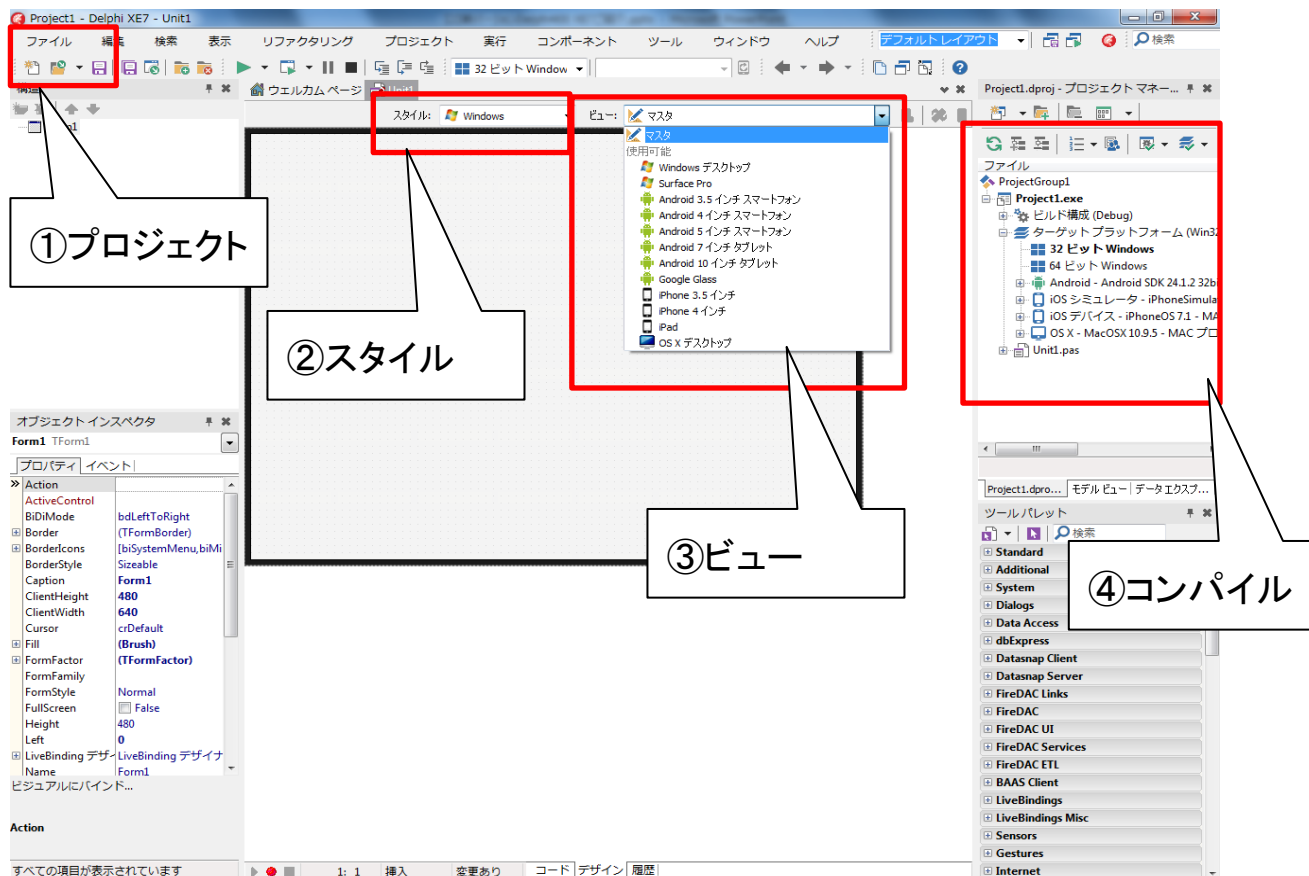 Project1 - Delphi XE7 - Unit1
ファイル 編集 検索 表示 リファクタリング プロジェクト 実行 コンポーネント ツール ウィンドウ ヘルプ デフォルト レイアウト 検索
32 ビット Window
構造
ウェルカム ページ Unit1
スタイル: Windows ビュー: マスタ
マスタ
使用可能
Windows デスクトップ
Surface Pro
Android 3.5 インチ スマートフォン
Android 4 インチ スマートフォン
Android 5 インチ スマートフォン
Android 7 インチ タブレット
Android 10 インチ タブレット
Google Glass
iPhone 3.5 インチ
iPhone 4 インチ
iPad
OS X デスクトップ
①プロジェクト
②スタイル
③ビュー
④コンパイル
Project1.dproj - プロジェクト マネー...
ファイル
ProjectGroup1
Project1.exe
ビルド構成 (Debug)
ターゲット プラットフォーム (Win32
32 ビット Windows
64 ビット Windows
Android - Android SDK 24.1.2 32b
iOS シミュレータ - iPhoneSimula
iOS デバイス - iPhoneOS 7.1 - MA
OS X - MacOSX 10.9.5 - MAC プロ
Unit1.pas
Project1.dpro... モデル ビュー データ エクスプ...
オブジェクト インスペクタ
Form1 TForm1
プロパティ イベント
Action
ActiveControl
BiDiMode bdLeftToRight
Border (TFormBorder)
BorderIcons [biSystemMenu,biMi
BorderStyle Sizeable
Caption Form1
ClientHeight 480
ClientWidth 640
Cursor crDefault
Fill (Brush)
FormFactor (TFormFactor)
FormFamily
FormStyle Normal
FullScreen False
Height 480
Left 0
LiveBinding デザ LiveBinding デザイナ
Name Form1
ビジュアルにバインド...
Action
すべての項目が表示されています
1: 1 挿入 変更あり コード デザイン 履歴
ツール パレット
検索
Standard
Additional
System
Dialogs
Data Access
dbExpress
Datasnap Client
Datasnap Server
FireDAC Links
FireDAC
FireDAC UI
FireDAC Services
FireDAC ETL
BAAS Client
LiveBindings
LiveBindings Misc
Sensors
Gestures
Internet